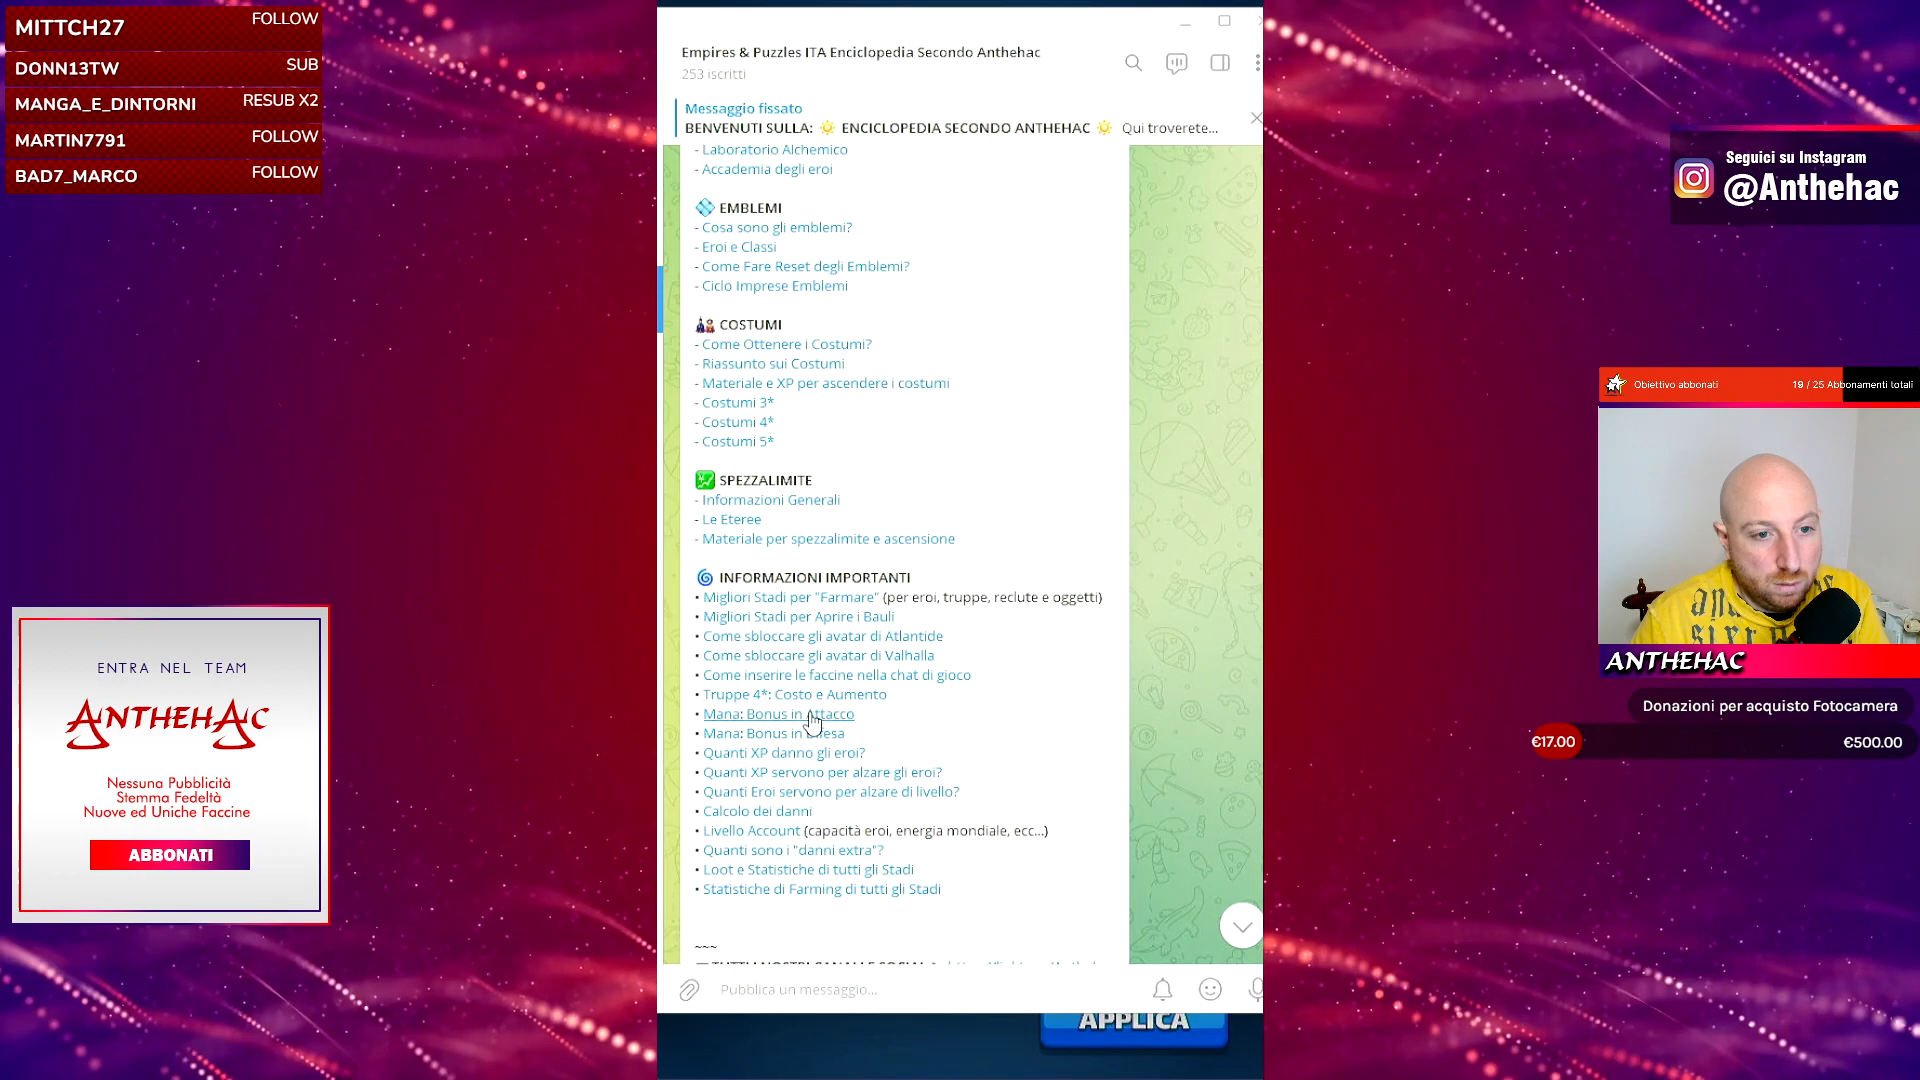 MITTCH27 FOLLOW
DONN13TW SUB
MANGA_E_DINTORNI RESUB X2
MARTIN7791 FOLLOW
BAD7_MARCO FOLLOW
ENTRA NEL TEAM
ANTHEHAC
Nessuna Pubblicità
Stemma Fedeltà
Nuove ed Uniche Faccine
ABBONATI
Empires & Puzzles ITA Enciclopedia Secondo Anthehac
253 iscritti
Messaggio fissato
BENVENUTI SULLA: ☀️ ENCICLOPEDIA SECONDO ANTHEHAC ☀️ Qui troverete...
- Laboratorio Alchemico
- Accademia degli eroi
💠 EMBLEMI
- Cosa sono gli emblemi?
- Eroi e Classi
- Come Fare Reset degli Emblemi?
- Ciclo Imprese Emblemi
🎎 COSTUMI
- Come Ottenere i Costumi?
- Riassunto sui Costumi
- Materiale e XP per ascendere i costumi
- Costumi 3*
- Costumi 4*
- Costumi 5*
💹 SPEZZALIMITE
- Informazioni Generali
- Le Eteree
- Materiale per spezzalimite e ascensione
🌀 INFORMAZIONI IMPORTANTI
• Migliori Stadi per "Farmare" (per eroi, truppe, reclute e oggetti)
• Migliori Stadi per Aprire i Bauli
• Come sbloccare gli avatar di Atlantide
• Come sbloccare gli avatar di Valhalla
• Come inserire le faccine nella chat di gioco
• Truppe 4*: Costo e Aumento
• Mana: Bonus in Attacco
• Mana: Bonus in
• Quanti XP danno gli eroi?
• Quanti XP servono per alzare gli eroi?
• Quanti Eroi servono per alzare di livello?
• Calcolo dei danni
• Livello Account (capacità eroi, energia mondiale, ecc...)
• Quanti sono i "danni extra"?
• Loot e Statistiche di tutti gli Stadi
• Statistiche di Farming di tutti gli Stadi
~~~
Pubblica un messaggio...
APPLICA
Seguici su Instagram
@Anthehac
Obiettivo abbonati 19 / 25 Abbonamenti totali
ANTHEHAC
Donazioni per acquisto Fotocamera
€17.00 €500.00